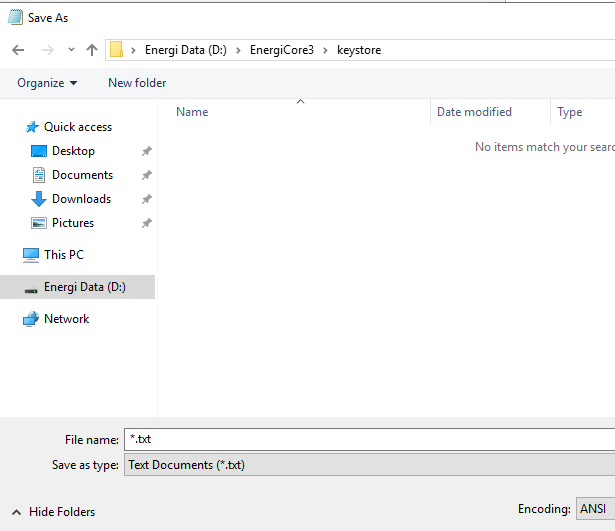 Save As
Energi Data (D:) > EnergiCore3 > keystore
Organize New folder
Name Date modified Type
No items match your searc
Quick access
Desktop
Documents
Downloads
Pictures
This PC
Energi Data (D:)
Network
File name: *.txt
Save as type: Text Documents (*.txt)
Hide Folders Encoding: ANSI